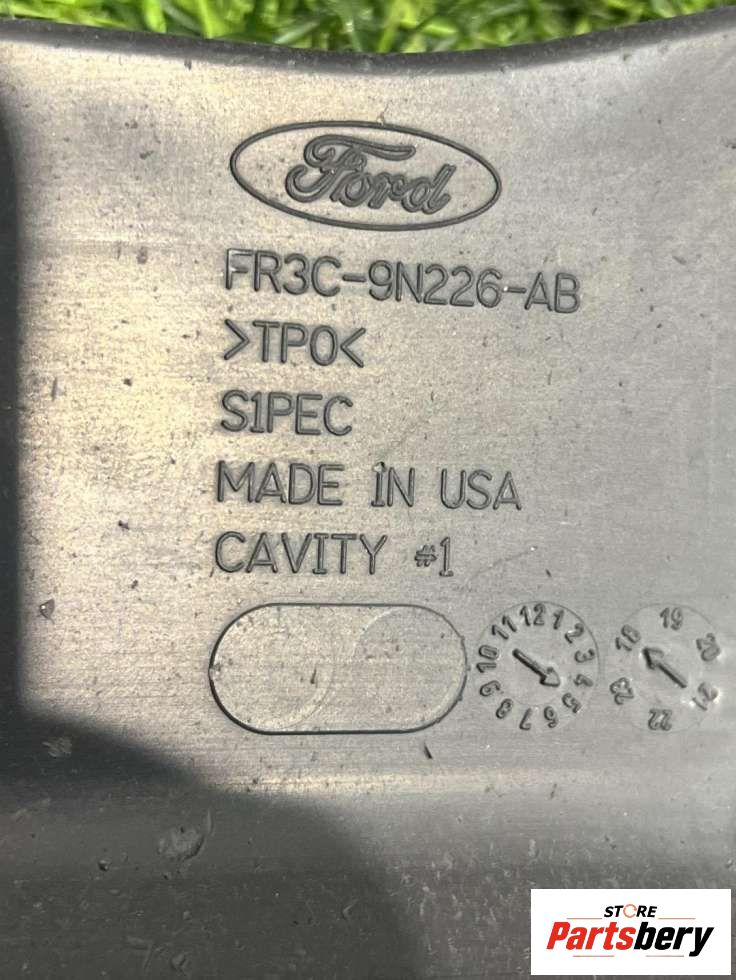 Ford
FR3C-9N226-AB
>TPO<
S1PEC
MADE IN USA
CAVITY #1
1 2 3 4 5 6 7 8 9 10 11 12
18 19 20 21 22 23
STORE
Partsbery